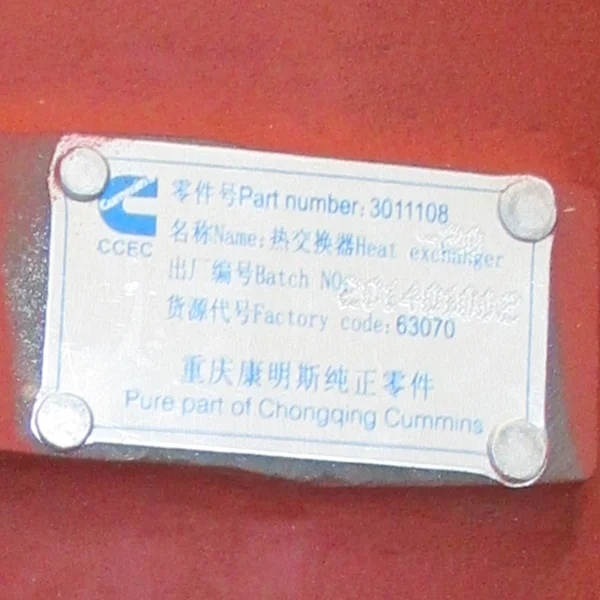 零件号Part number:3011108
CCEC
名称Name:热交换器Heat exchanger
出厂编号Batch NO:
货源代号Factory code:63070
重庆康明斯纯正零件
Pure part of Chongqing Cummins